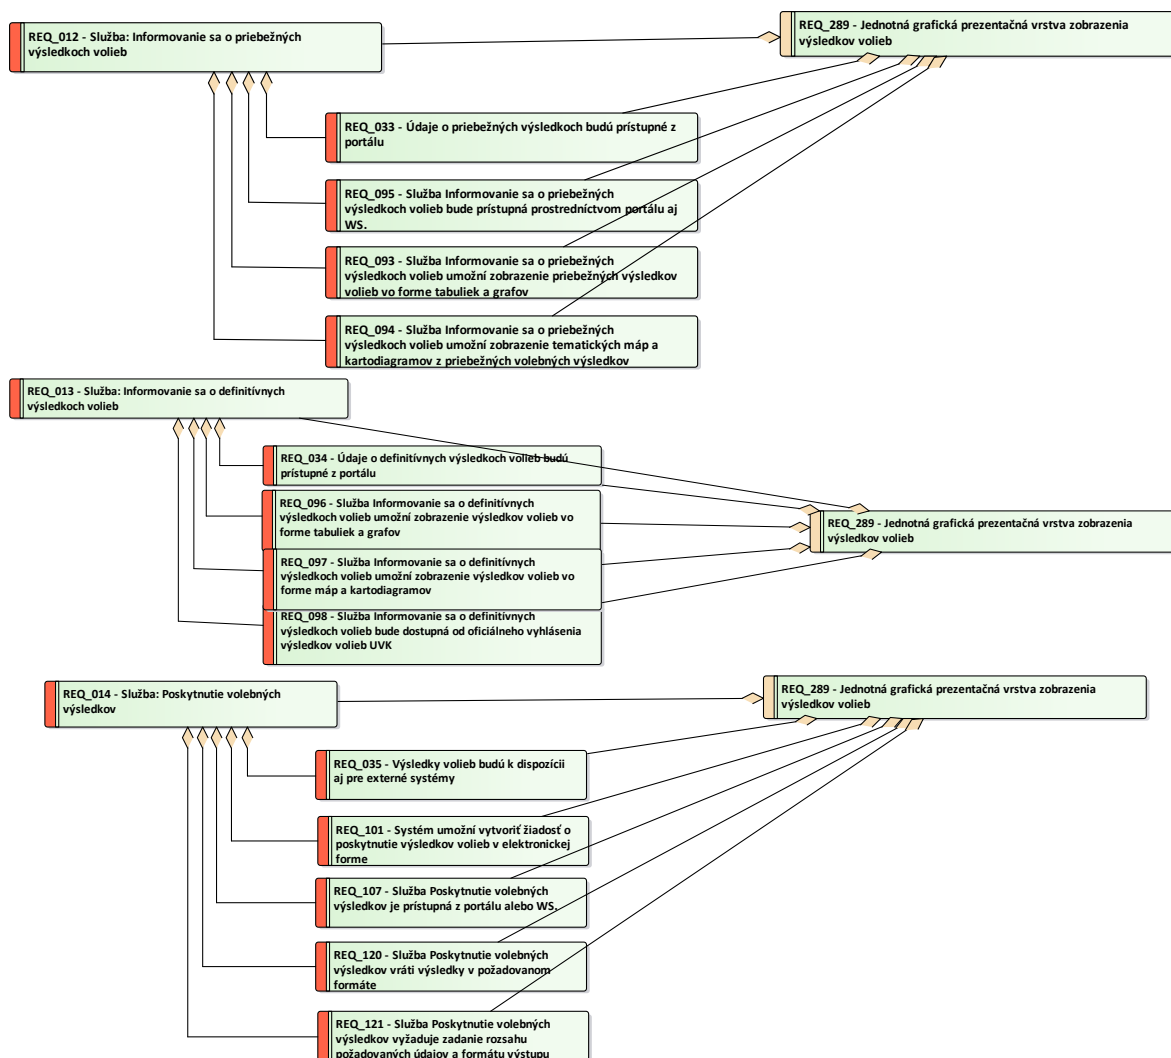 REQ_012 - Služba: Informovanie sa o priebežných
výsledkoch volieb
REQ_289 - Jednotná grafická prezentačná vrstva zobrazenia
výsledkov volieb
REQ_033 - Údaje o priebežných výsledkoch budú prístupné z
portálu
REQ_095 - Služba Informovanie sa o priebežných
výsledkoch volieb bude prístupná prostredníctvom portálu aj
WS.
REQ_093 - Služba Informovanie sa o priebežných
výsledkoch volieb umožní zobrazenie priebežných výsledkov
volieb vo forme tabuliek a grafov
REQ_094 - Služba Informovanie sa o priebežných
výsledkoch volieb umožní zobrazenie tematických máp a
kartodiagramov z priebežných volebných výsledkov
REQ_013 - Služba: Informovanie sa o definitívnych
výsledkoch volieb
REQ_034 - Údaje o definitívnych výsledkoch volieb budú
prístupné z portálu
REQ_096 - Služba Informovanie sa o definitívnych
výsledkoch volieb umožní zobrazenie výsledkov volieb vo
forme tabuliek a grafov
REQ_289 - Jednotná grafická prezentačná vrstva zobrazenia
výsledkov volieb
REQ_097 - Služba Informovanie sa o definitívnych
výsledkoch volieb umožní zobrazenie výsledkov volieb vo
forme máp a kartodiagramov
REQ_098 - Služba Informovanie sa o definitívnych
výsledkoch volieb bude dostupná od oficiálneho vyhlásenia
výsledkov volieb UVK
REQ_014 - Služba: Poskytnutie volebných
výsledkov
REQ_289 - Jednotná grafická prezentačná vrstva zobrazenia
výsledkov volieb
REQ_035 - Výsledky volieb budú k dispozícii
aj pre externé systémy
REQ_101 - Systém umožní vytvoriť žiadosť o
poskytnutie výsledkov volieb v elektronickej
forme
REQ_107 - Služba Poskytnutie volebných
výsledkov je prístupná z portálu alebo WS.
REQ_120 - Služba Poskytnutie volebných
výsledkov vráti výsledky v požadovanom
formáte
REQ_121 - Služba Poskytnutie volebných
výsledkov vyžaduje zadanie rozsahu
požadovaných údajov a formátu výstupu